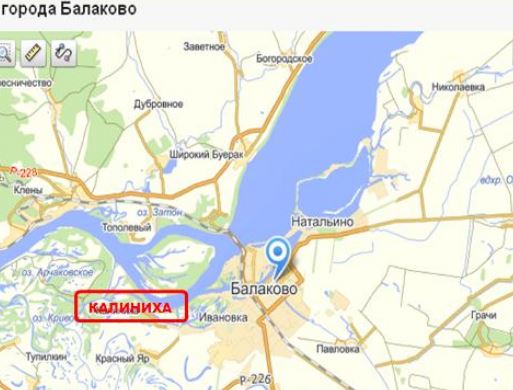 города Балаково
Заветное
Богородское
есничество
Николаевка
Дубровное
Р-228
Широкий Буерак
вдхр. О
Клены
оз. Затон
Натальино
Тополевый
оз. Арчаковское
Балаково
КАЛИНИХА
оз. Криво
Ивановка
Грачи
Тупилкин
Красный Яр
Павловка
Р-226